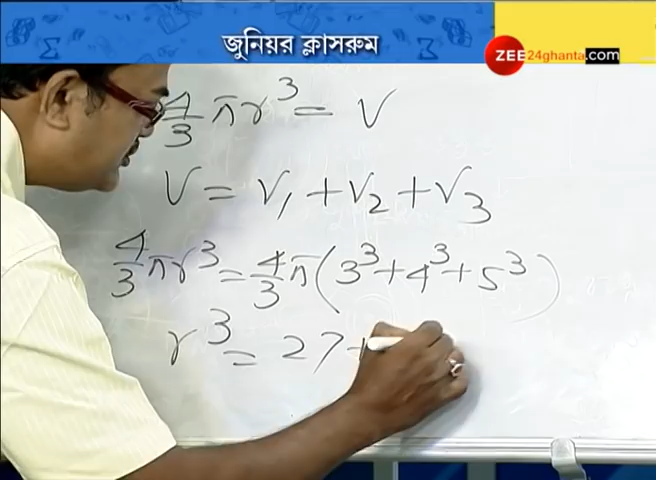 জুনিয়র ক্লাসরুম
ZEE24ghanta.com
4/3 πr³ = V
V = V₁ + V₂ + V₃
4/3 πr³ = 4/3 π(3³ + 4³ + 5³)
r³ = 27 +